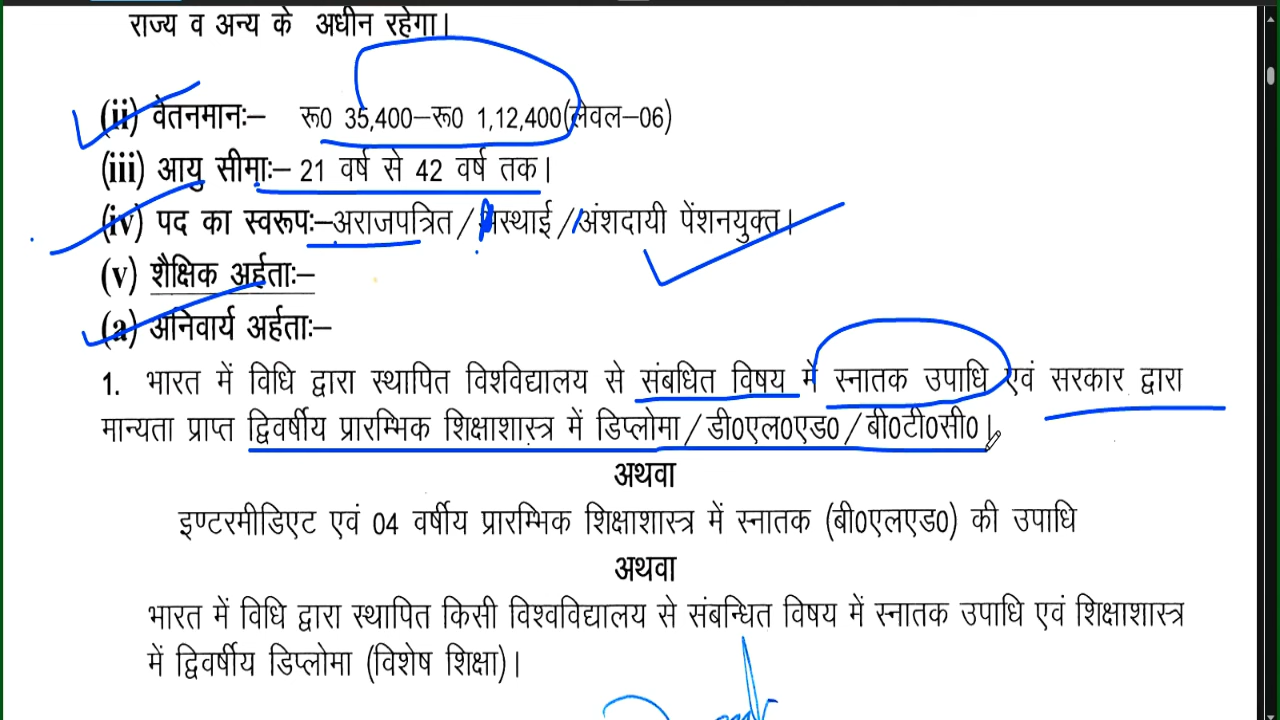 राज्य व अन्य के अधीन रहेगा।
(ii) वेतनमानः– रू0 35,400–रू0 1,12,400(लेवल–06)
(iii) आयु सीमाः– 21 वर्ष से 42 वर्ष तक।
(iv) पद का स्वरूपः–अराजपत्रित / /अंशदायी पेंशनयुक्त।
(v) शैक्षिक अर्हताः–
(a) अनिवार्य अर्हताः–
1. भारत में विधि द्वारा स्थापित विश्वविद्यालय से संबधित विषय में स्नातक उपाधि एवं सरकार द्वारा
मान्यता प्राप्त द्विवर्षीय प्रारम्भिक शिक्षाशास्त्र में डिप्लोमा / डी0एल0एड0 / बी0टी0सी0।
अथवा
इण्टरमीडिएट एवं 04 वर्षीय प्रारम्भिक शिक्षाशास्त्र में स्नातक (बी0एलएड0) की उपाधि
अथवा
भारत में विधि द्वारा स्थापित किसी विश्वविद्यालय से संबन्धित विषय में स्नातक उपाधि एवं शिक्षाशास्त्र
में द्विवर्षीय डिप्लोमा (विशेष शिक्षा)।